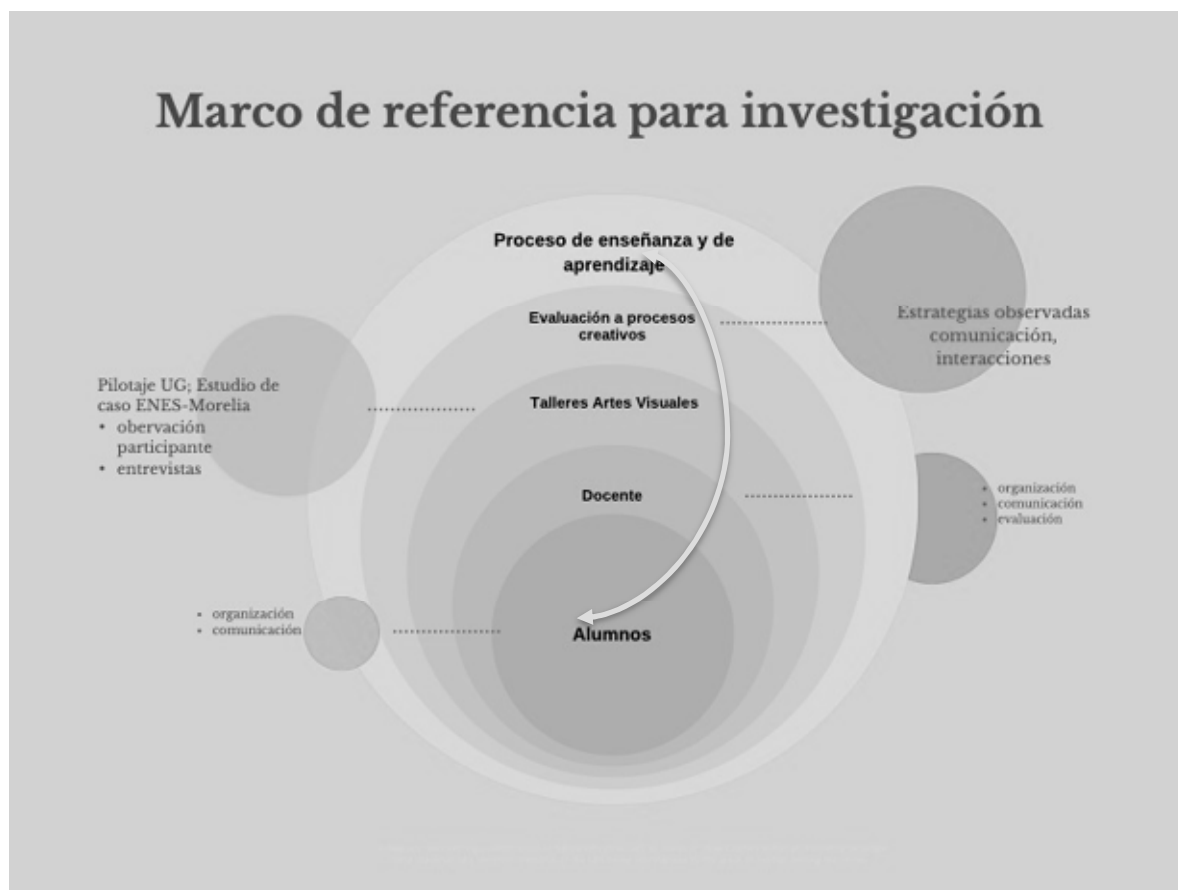 Marco de referencia para investigación
Proceso de enseñanza y de
aprendizaje
Evaluación a procesos
creativos
Estrategias observadas
comunicación,
interacciones
Pilotaje UG; Estudio de
caso ENES-Morelia
• obervación
participante
• entrevistas
Talleres Artes Visuales
Docente
• organización
• comunicación
• evaluación
• organización
• comunicación
Alumnos